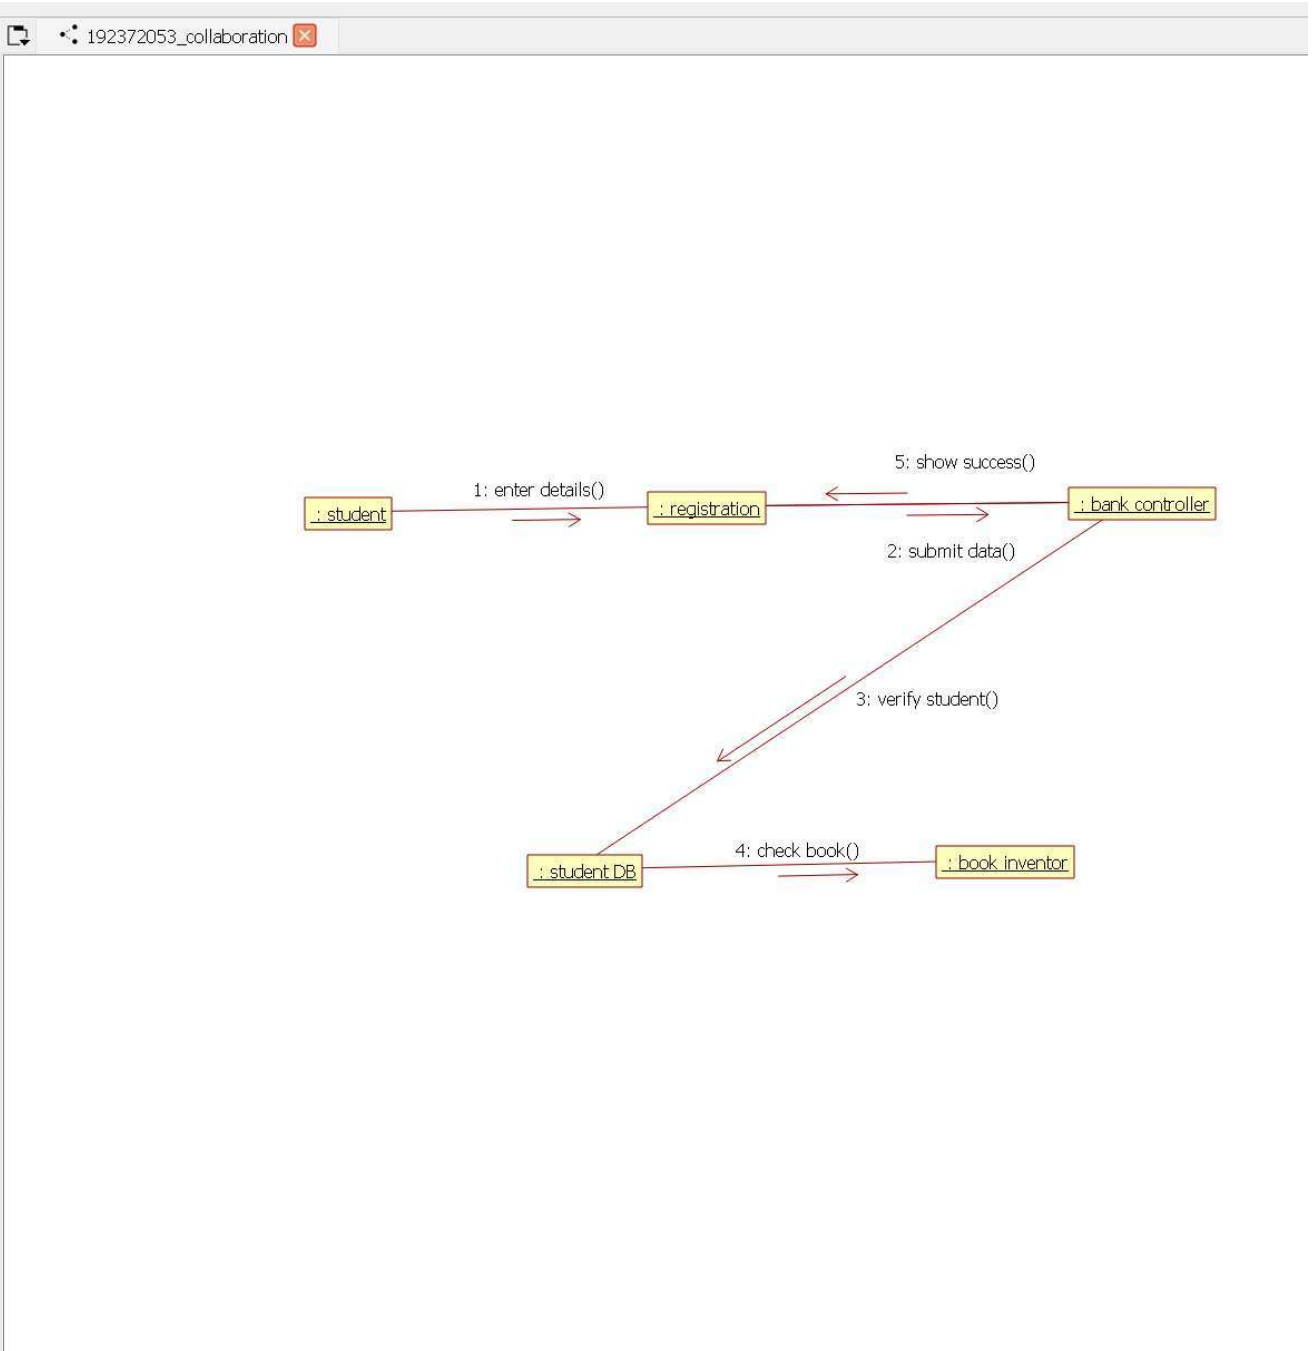 192372053_collaboration
5: show success()
1: enter details()
: student
: registration
: bank controller
2: submit data()
3: verify student()
4: check book()
: student DB
: book inventor